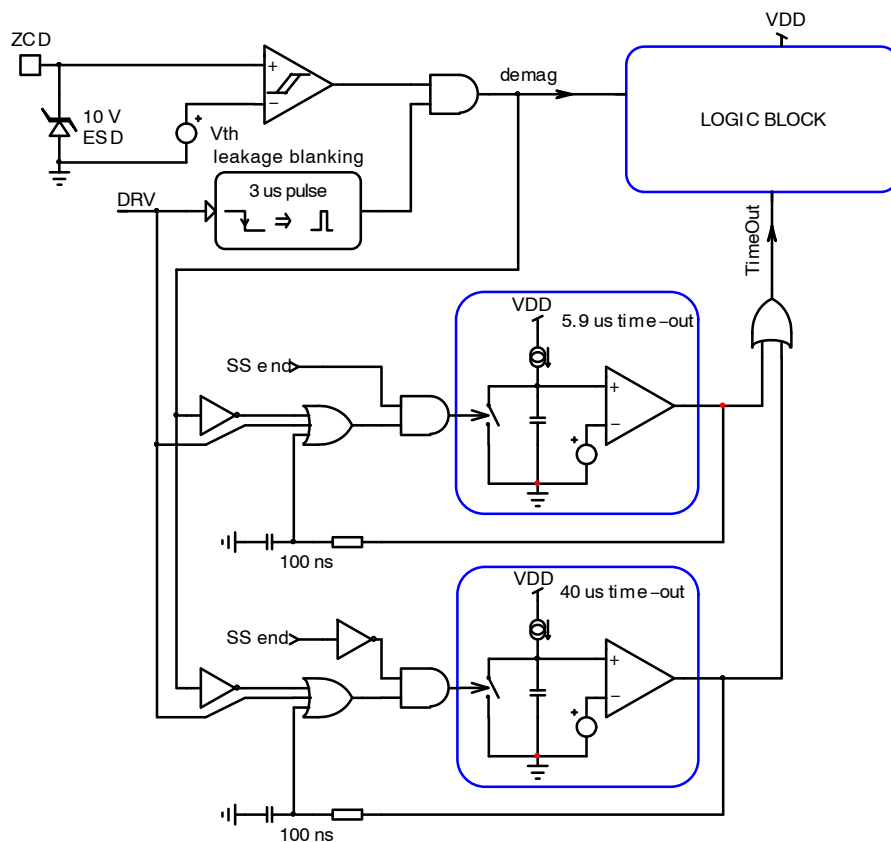 VDD
ZCD
+
−
demag
LOGIC BLOCK
10 V
ESD
+
Vth
leakage blanking
3 us pulse
⇒
DRV
TimeOut
VDD
5.9 us time−out
SS end
+
−
+
100 ns
VDD
40 us time−out
SS end
+
−
+
100 ns